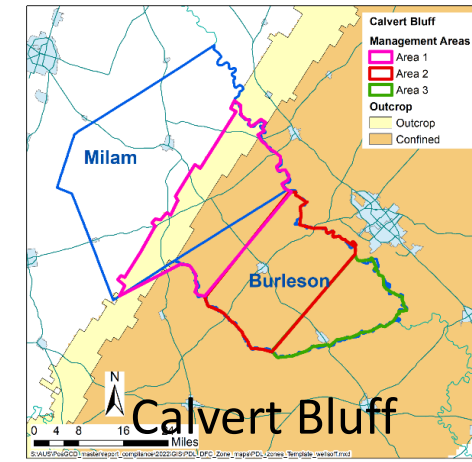 Calvert Bluff
Management Areas
Area 1
Area 2
Area 3
Outcrop
Outcrop
Confined
Milam
Burleson
N
Calvert Bluff
0 4 8 16 24
Miles